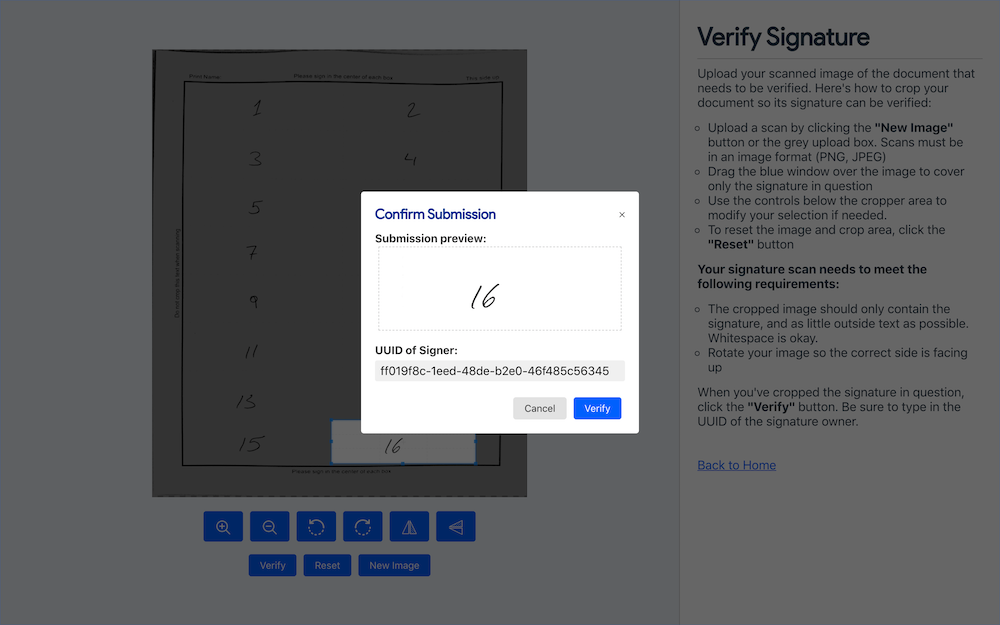 Print Name
Please sign in the center of each box
This side up
1
2
3
4
5
7
9
11
13
15
16
Do not crop this line when scanning
Please sign in the center of each box
Verify
Reset
New Image
Confirm Submission
×
Submission preview:
16
UUID of Signer:
ff019f8c-1eed-48de-b2e0-46f485c56345
Cancel
Verify
Verify Signature
Upload your scanned image of the document that
needs to be verified. Here's how to crop your
document so its signature can be verified:
Upload a scan by clicking the "New Image"
button or the grey upload box. Scans must be
in an image format (PNG, JPEG)
Drag the blue window over the image to cover
only the signature in question
Use the controls below the cropper area to
modify your selection if needed.
To reset the image and crop area, click the
"Reset" button
Your signature scan needs to meet the
following requirements:
The cropped image should only contain the
signature, and as little outside text as possible.
Whitespace is okay.
Rotate your image so the correct side is facing
up
When you've cropped the signature in question,
click the "Verify" button. Be sure to type in the
UUID of the signature owner.
Back to Home